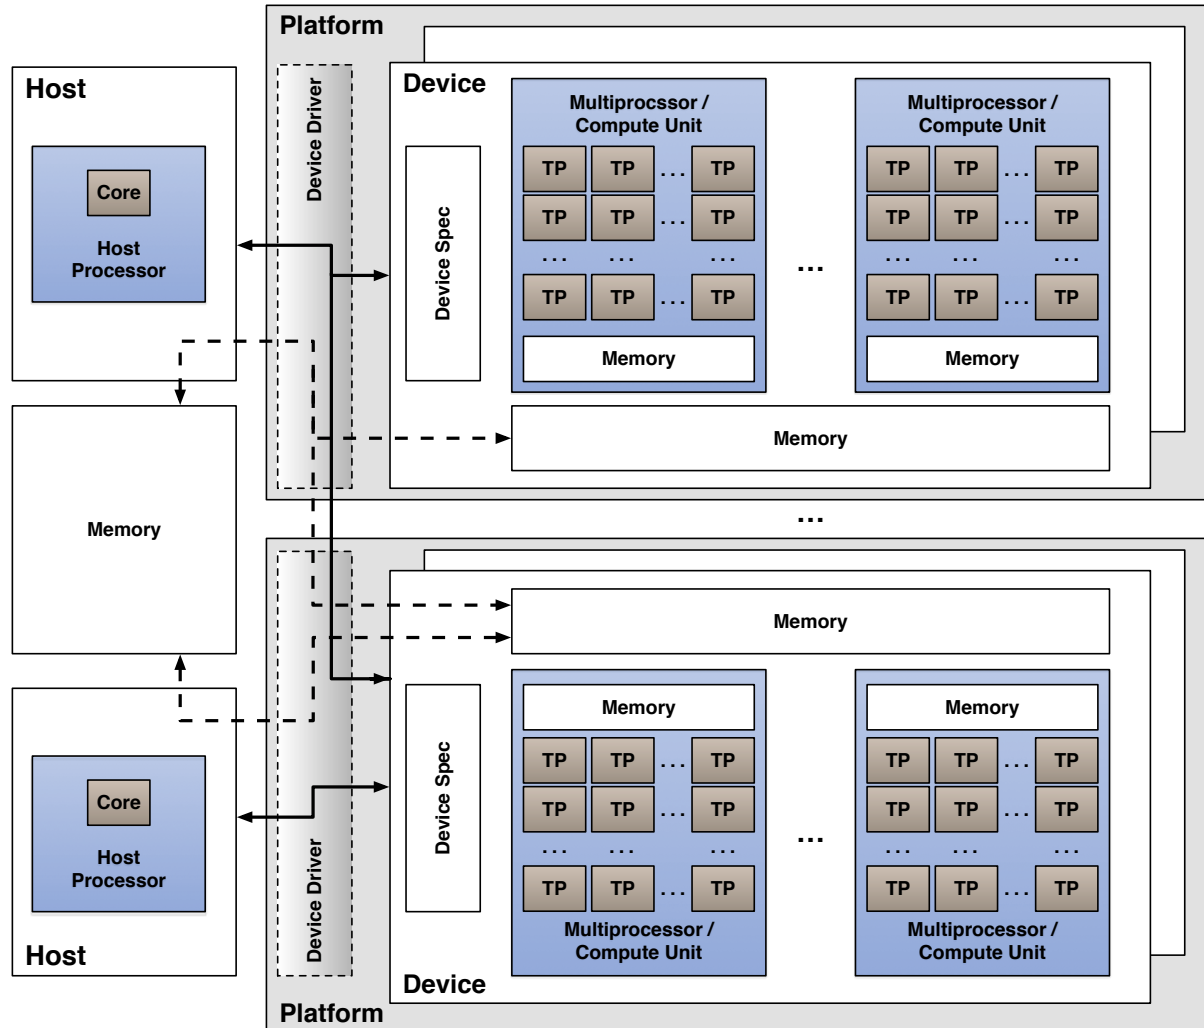 Platform
Host
Device Driver
Device
Multiprocssor /
Compute Unit
Multiprocessor /
Compute Unit
Core
Host
Processor
Device Spec
TP TP ... TP
TP TP ... TP
TP TP ... TP
TP TP ... TP
... ... ...
... ... ...
...
TP TP ... TP
TP TP ... TP
Memory
Memory
Memory
Memory
...
Memory
Memory
Memory
Device Spec
Core
Host
Processor
Host
Device Driver
TP TP ... TP
TP TP ... TP
TP TP ... TP
TP TP ... TP
... ... ...
... ... ...
...
TP TP ... TP
TP TP ... TP
Multiprocessor /
Compute Unit
Multiprocessor /
Compute Unit
Device
Platform